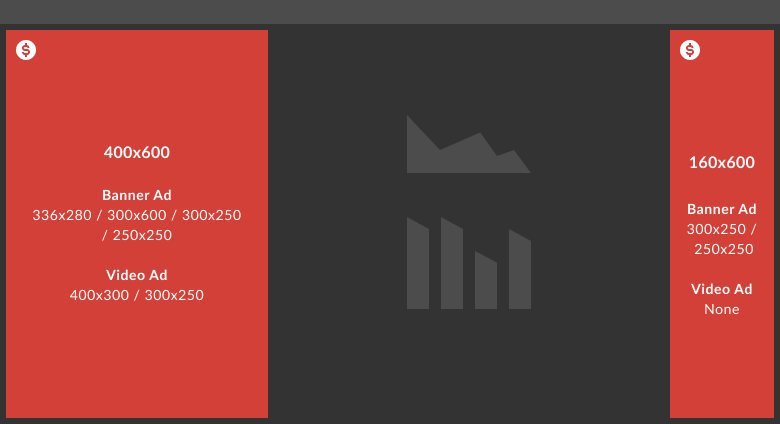 $
400x600
Banner Ad
336x280 / 300x600 / 300x250
/ 250x250
Video Ad
400x300 / 300x250
$
160x600
Banner Ad
300x250 /
250x250
Video Ad
None